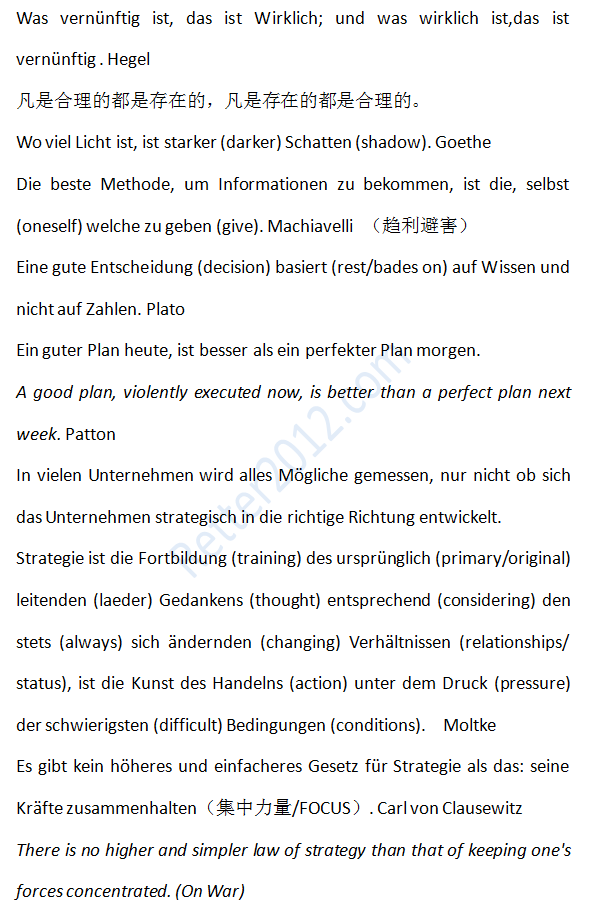 Was vernünftig ist, das ist Wirklich; und was wirklich ist,das ist
vernünftig . Hegel
凡是合理的都是存在的，凡是存在的都是合理的。
Wo viel Licht ist, ist starker (darker) Schatten (shadow). Goethe
Die beste Methode, um Informationen zu bekommen, ist die, selbst
(oneself) welche zu geben (give). Machiavelli （趋利避害）
Eine gute Entscheidung (decision) basiert (rest/bades on) auf Wissen und
nicht auf Zahlen. Plato
Ein guter Plan heute, ist besser als ein perfekter Plan morgen.
A good plan, violently executed now, is better than a perfect plan next
week. Patton
In vielen Unternehmen wird alles Mögliche gemessen, nur nicht ob sich
das Unternehmen strategisch in die richtige Richtung entwickelt.
Strategie ist die Fortbildung (training) des ursprünglich (primary/original)
leitenden (laeder) Gedankens (thought) entsprechend (considering) den
stets (always) sich ändernden (changing) Verhältnissen (relationships/
status), ist die Kunst des Handelns (action) unter dem Druck (pressure)
der schwierigsten (difficult) Bedingungen (conditions). Moltke
Es gibt kein höheres und einfacheres Gesetz für Strategie als das: seine
Kräfte zusammenhalten（集中力量/FOCUS）. Carl von Clausewitz
There is no higher and simpler law of strategy than that of keeping one's
forces concentrated. (On War)
Retter2012.com